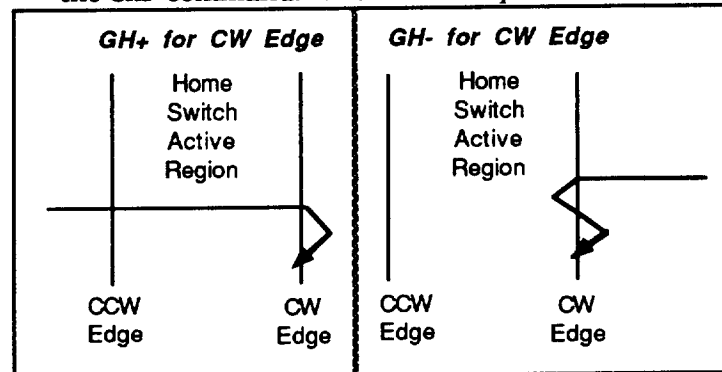 GH+ for CW Edge
Home
Switch
Active
Region
CCW
Edge
CW
Edge
GH- for CW Edge
Home
Switch
Active
Region
CCW
Edge
CW
Edge